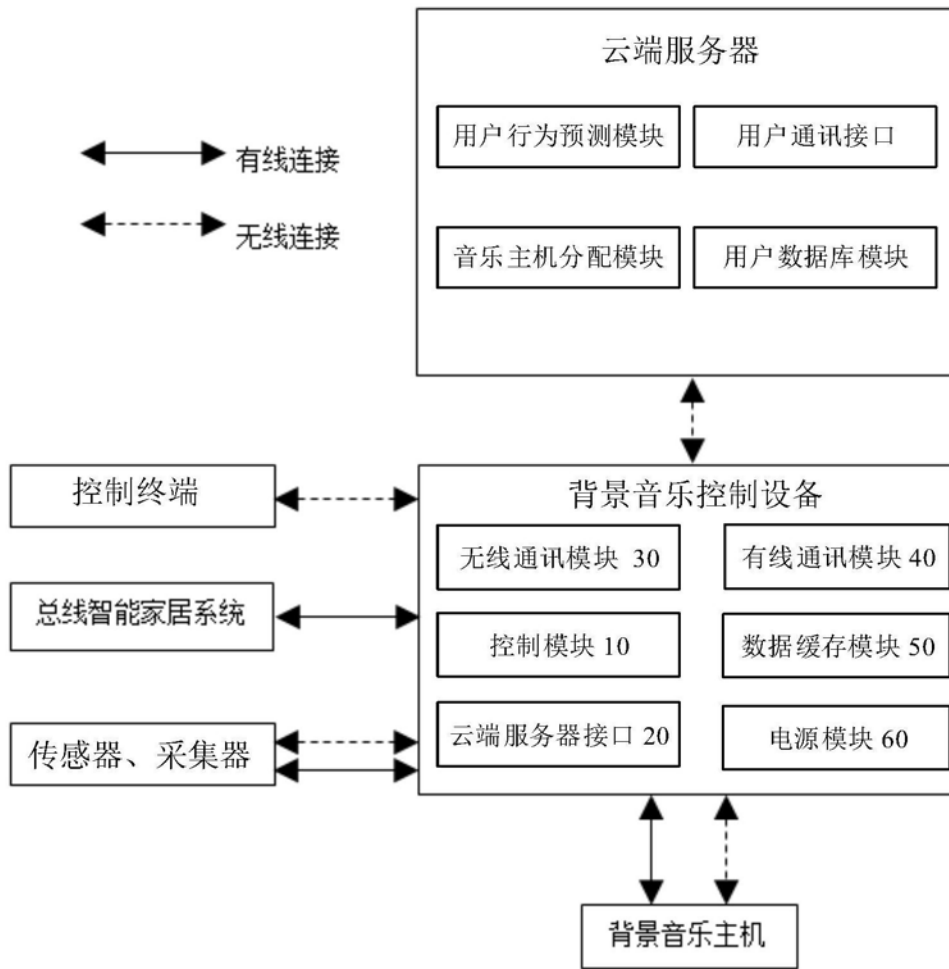 云端服务器
用户行为预测模块
用户通讯接口
有线连接
无线连接
音乐主机分配模块
用户数据库模块
控制终端
背景音乐控制设备
无线通讯模块 30
有线通讯模块 40
总线智能家居系统
控制模块 10
数据缓存模块 50
传感器、采集器
云端服务器接口 20
电源模块 60
背景音乐主机